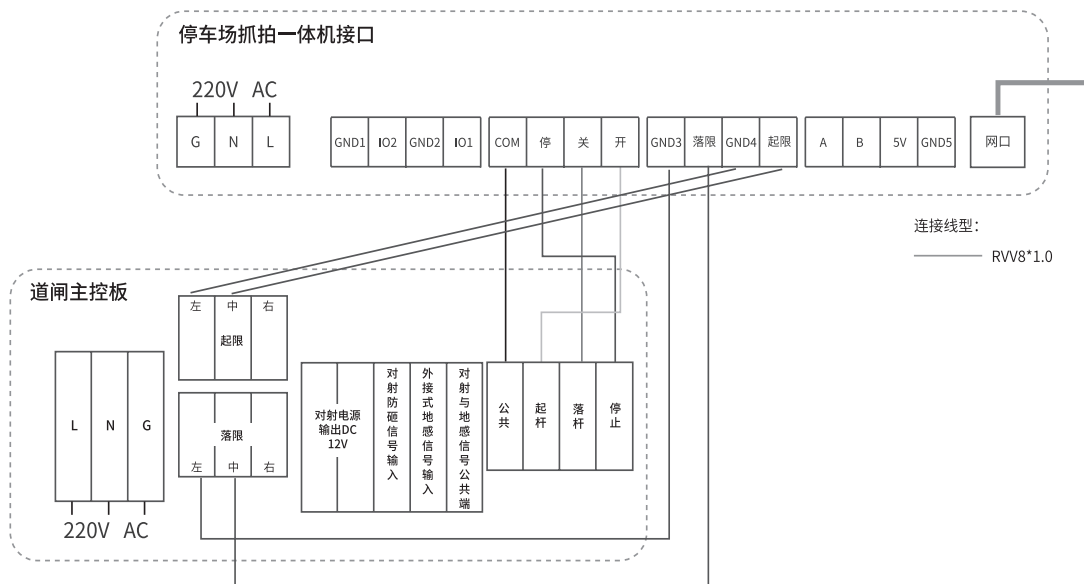 停车场抓拍一体机接口
220V AC
G N L
GND1 IO2 GND2 IO1
COM 停 关 开
GND3 落限 GND4 起限
A B 5V GND5
网口
连接线型：
RVV8*1.0
道闸主控板
左 中 右
起限
L N G
220V AC
落限
左 中 右
对射电源
输出DC
12V
对射防砸信号输入
外接式地感信号输入
对射与地感信号公共端
公共
起杆
落杆
停止